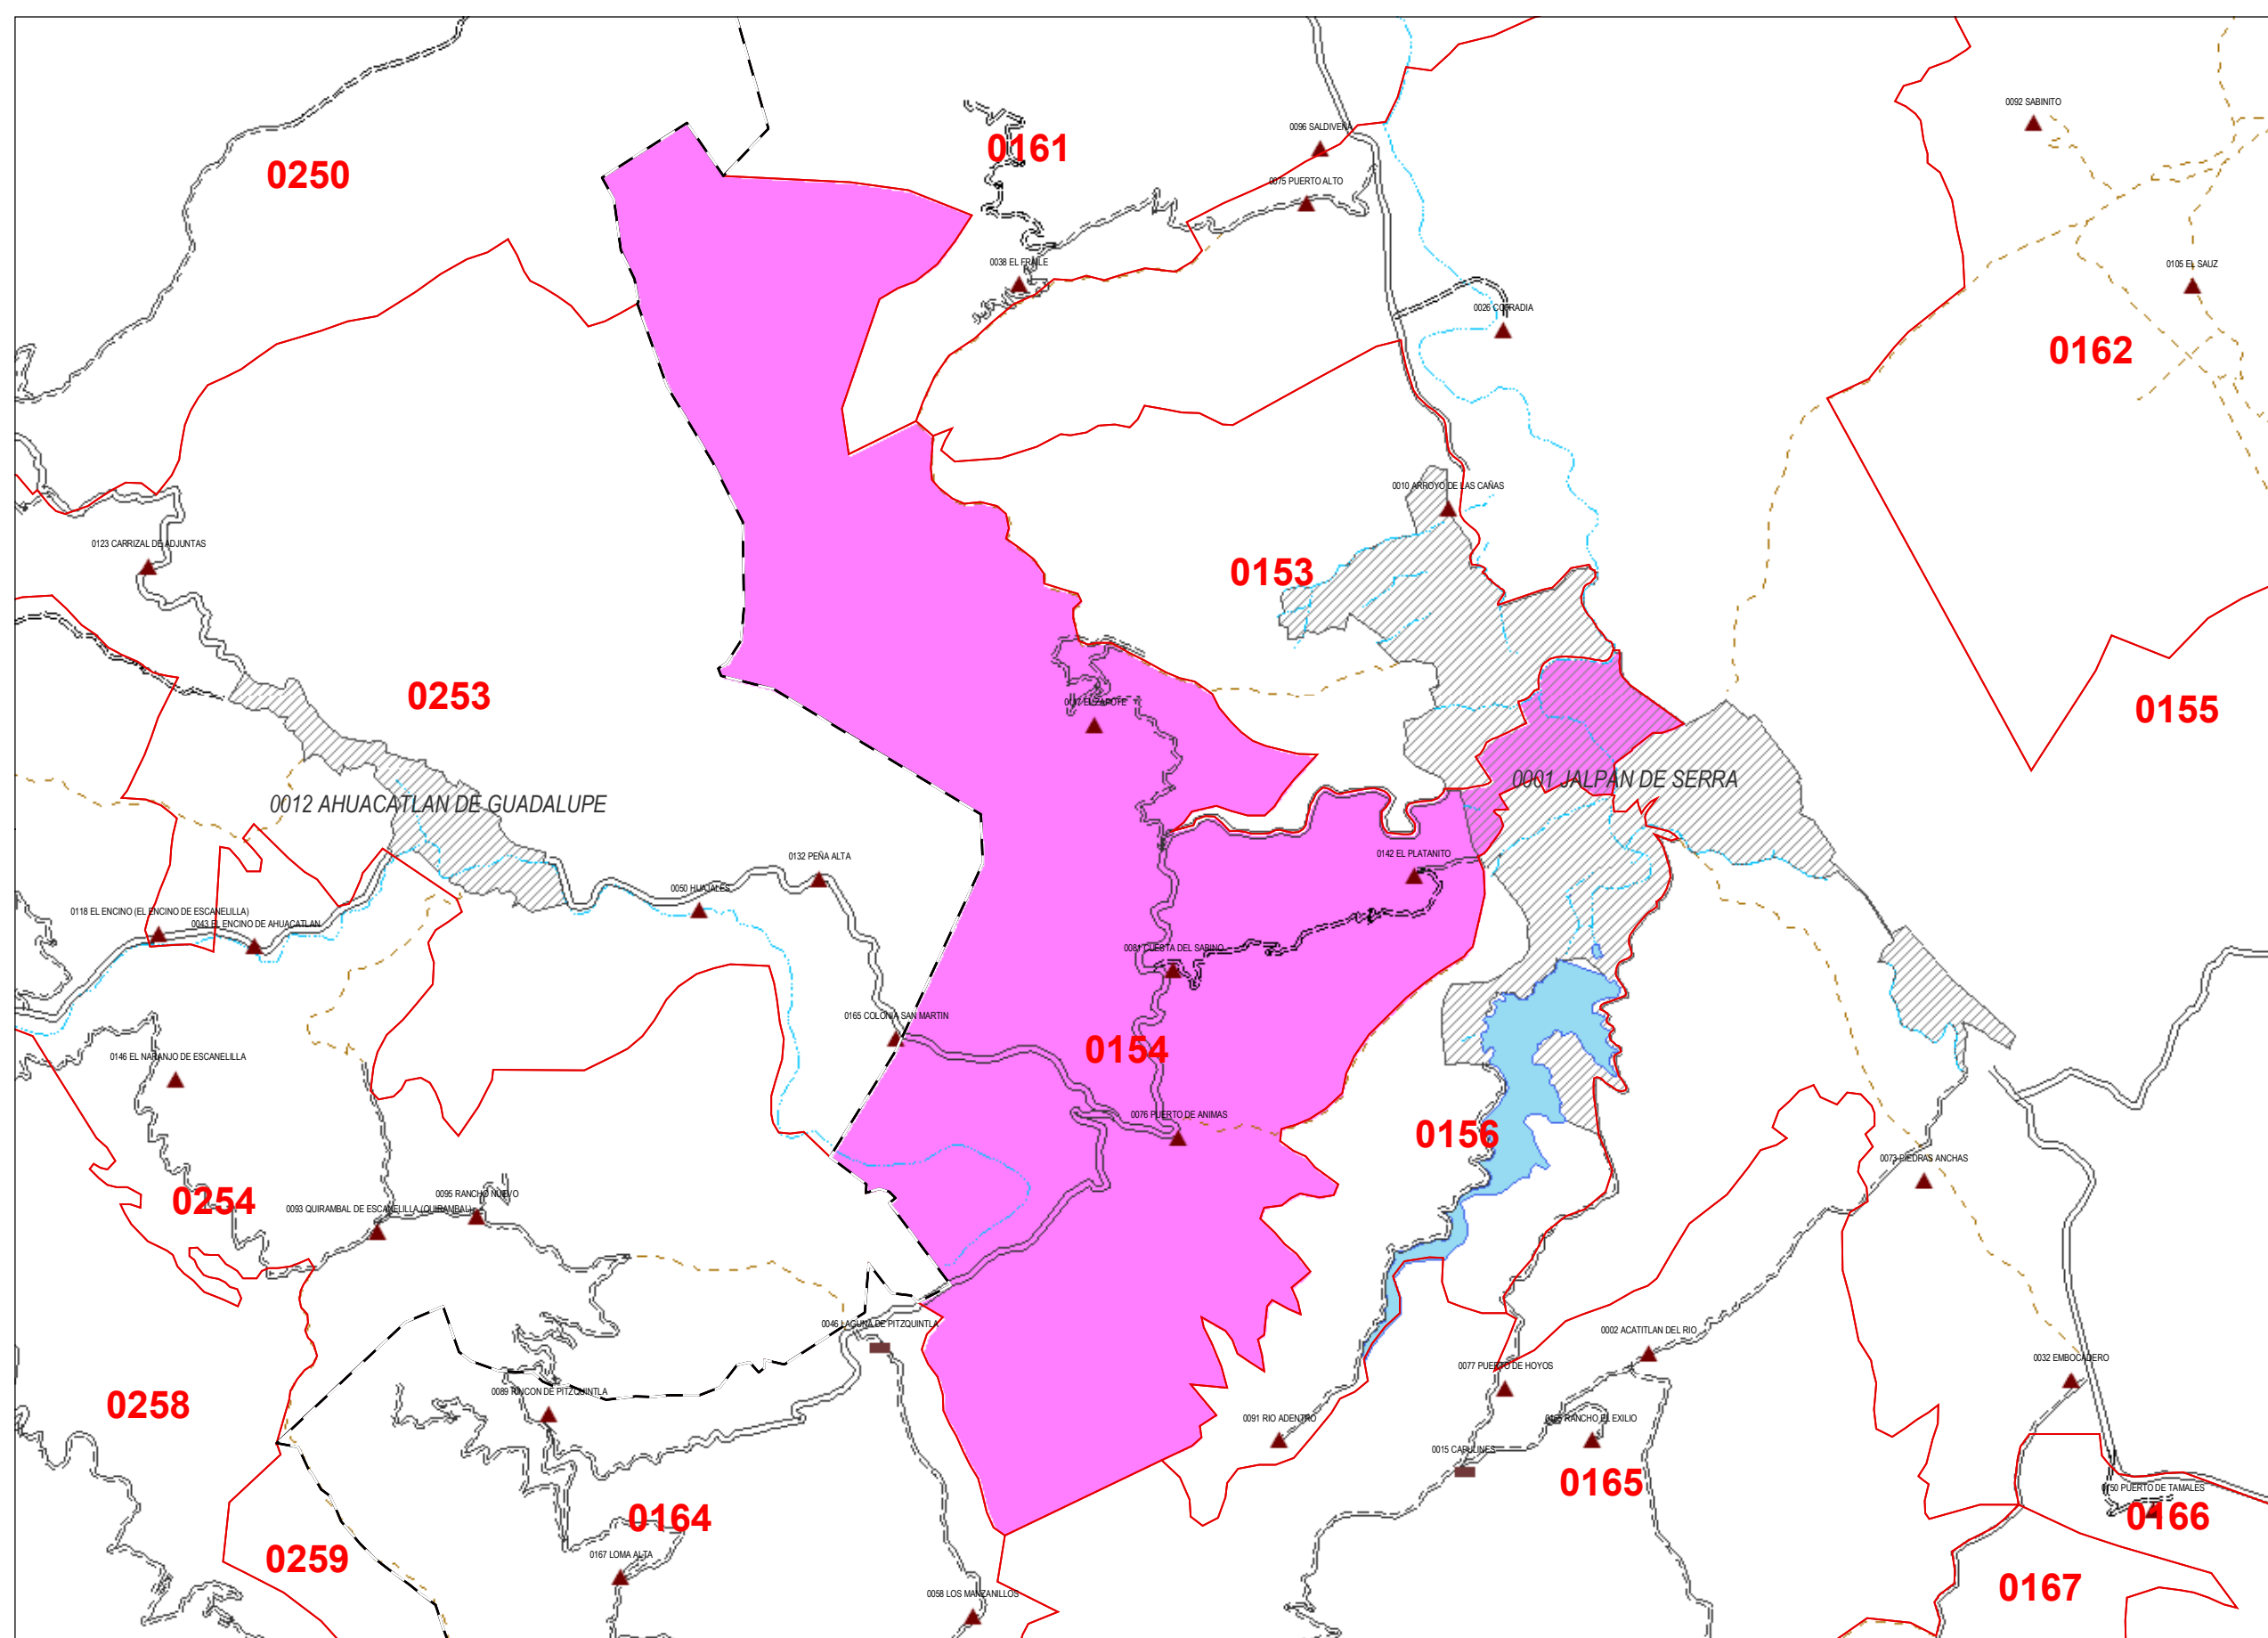 0092 SABINITO
0096 SALDIVEÑA
0161
0250
0075 PUERTO ALTO
0038 EL FRAILE
0105 EL SAUZ
0026 COFRADIA
0162
0010 ARROYO DE LAS CAÑAS
0123 CARRIZAL DE ADJUNTAS
0153
0253
0155
0001 JALPAN DE SERRA
0012 AHUACATLAN DE GUADALUPE
0132 PEÑA ALTA
0142 EL PLATANITO
0050 HUAJALES
0118 EL ENCINO (EL ENCINO DE ESCANELILLA)
0043 EL ENCINO DE AHUACATLAN
0081 CUESTA DEL SABINO
0165 COLONIA SAN MARTIN
0154
0146 EL NARANJO DE ESCANELILLA
0076 PUERTO DE ANIMAS
0156
0073 PIEDRAS ANCHAS
0254
0095 RANCHO NUEVO
0093 QUIRAMBAL DE ESCANELILLA (QUIRAMBAL)
0046 LAGUNA DE PITZQUINTLA
0002 ACATITLAN DEL RIO
0032 EMBOCADERO
0077 PUERTO DE HOYOS
0089 RINCON DE PITZQUINTLA
0258
0091 RIO ADENTRO
RANCHO EL EXILIO
0015 CAPULINES
0165
PUERTO DE TAMALES
0166
0164
0259
0167 LOMA ALTA
0167
0058 LOS MANZANILLOS